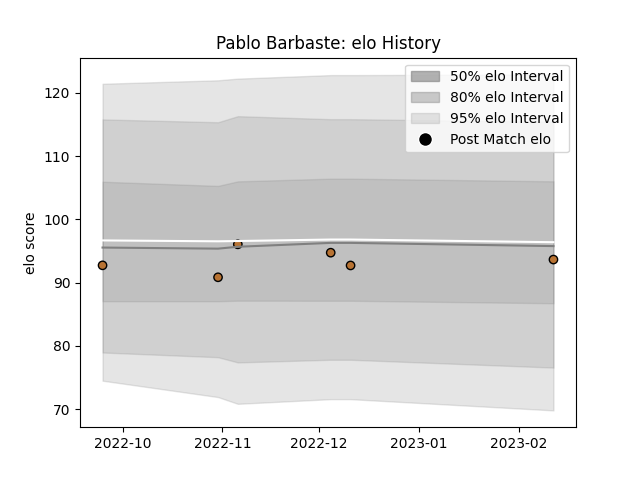 Pablo Barbaste: elo History
50% elo Interval
80% elo Interval
95% elo Interval
Post Match elo
elo score
120
110
100
90
80
70
2022-10
2022-11
2022-12
2023-01
2023-02